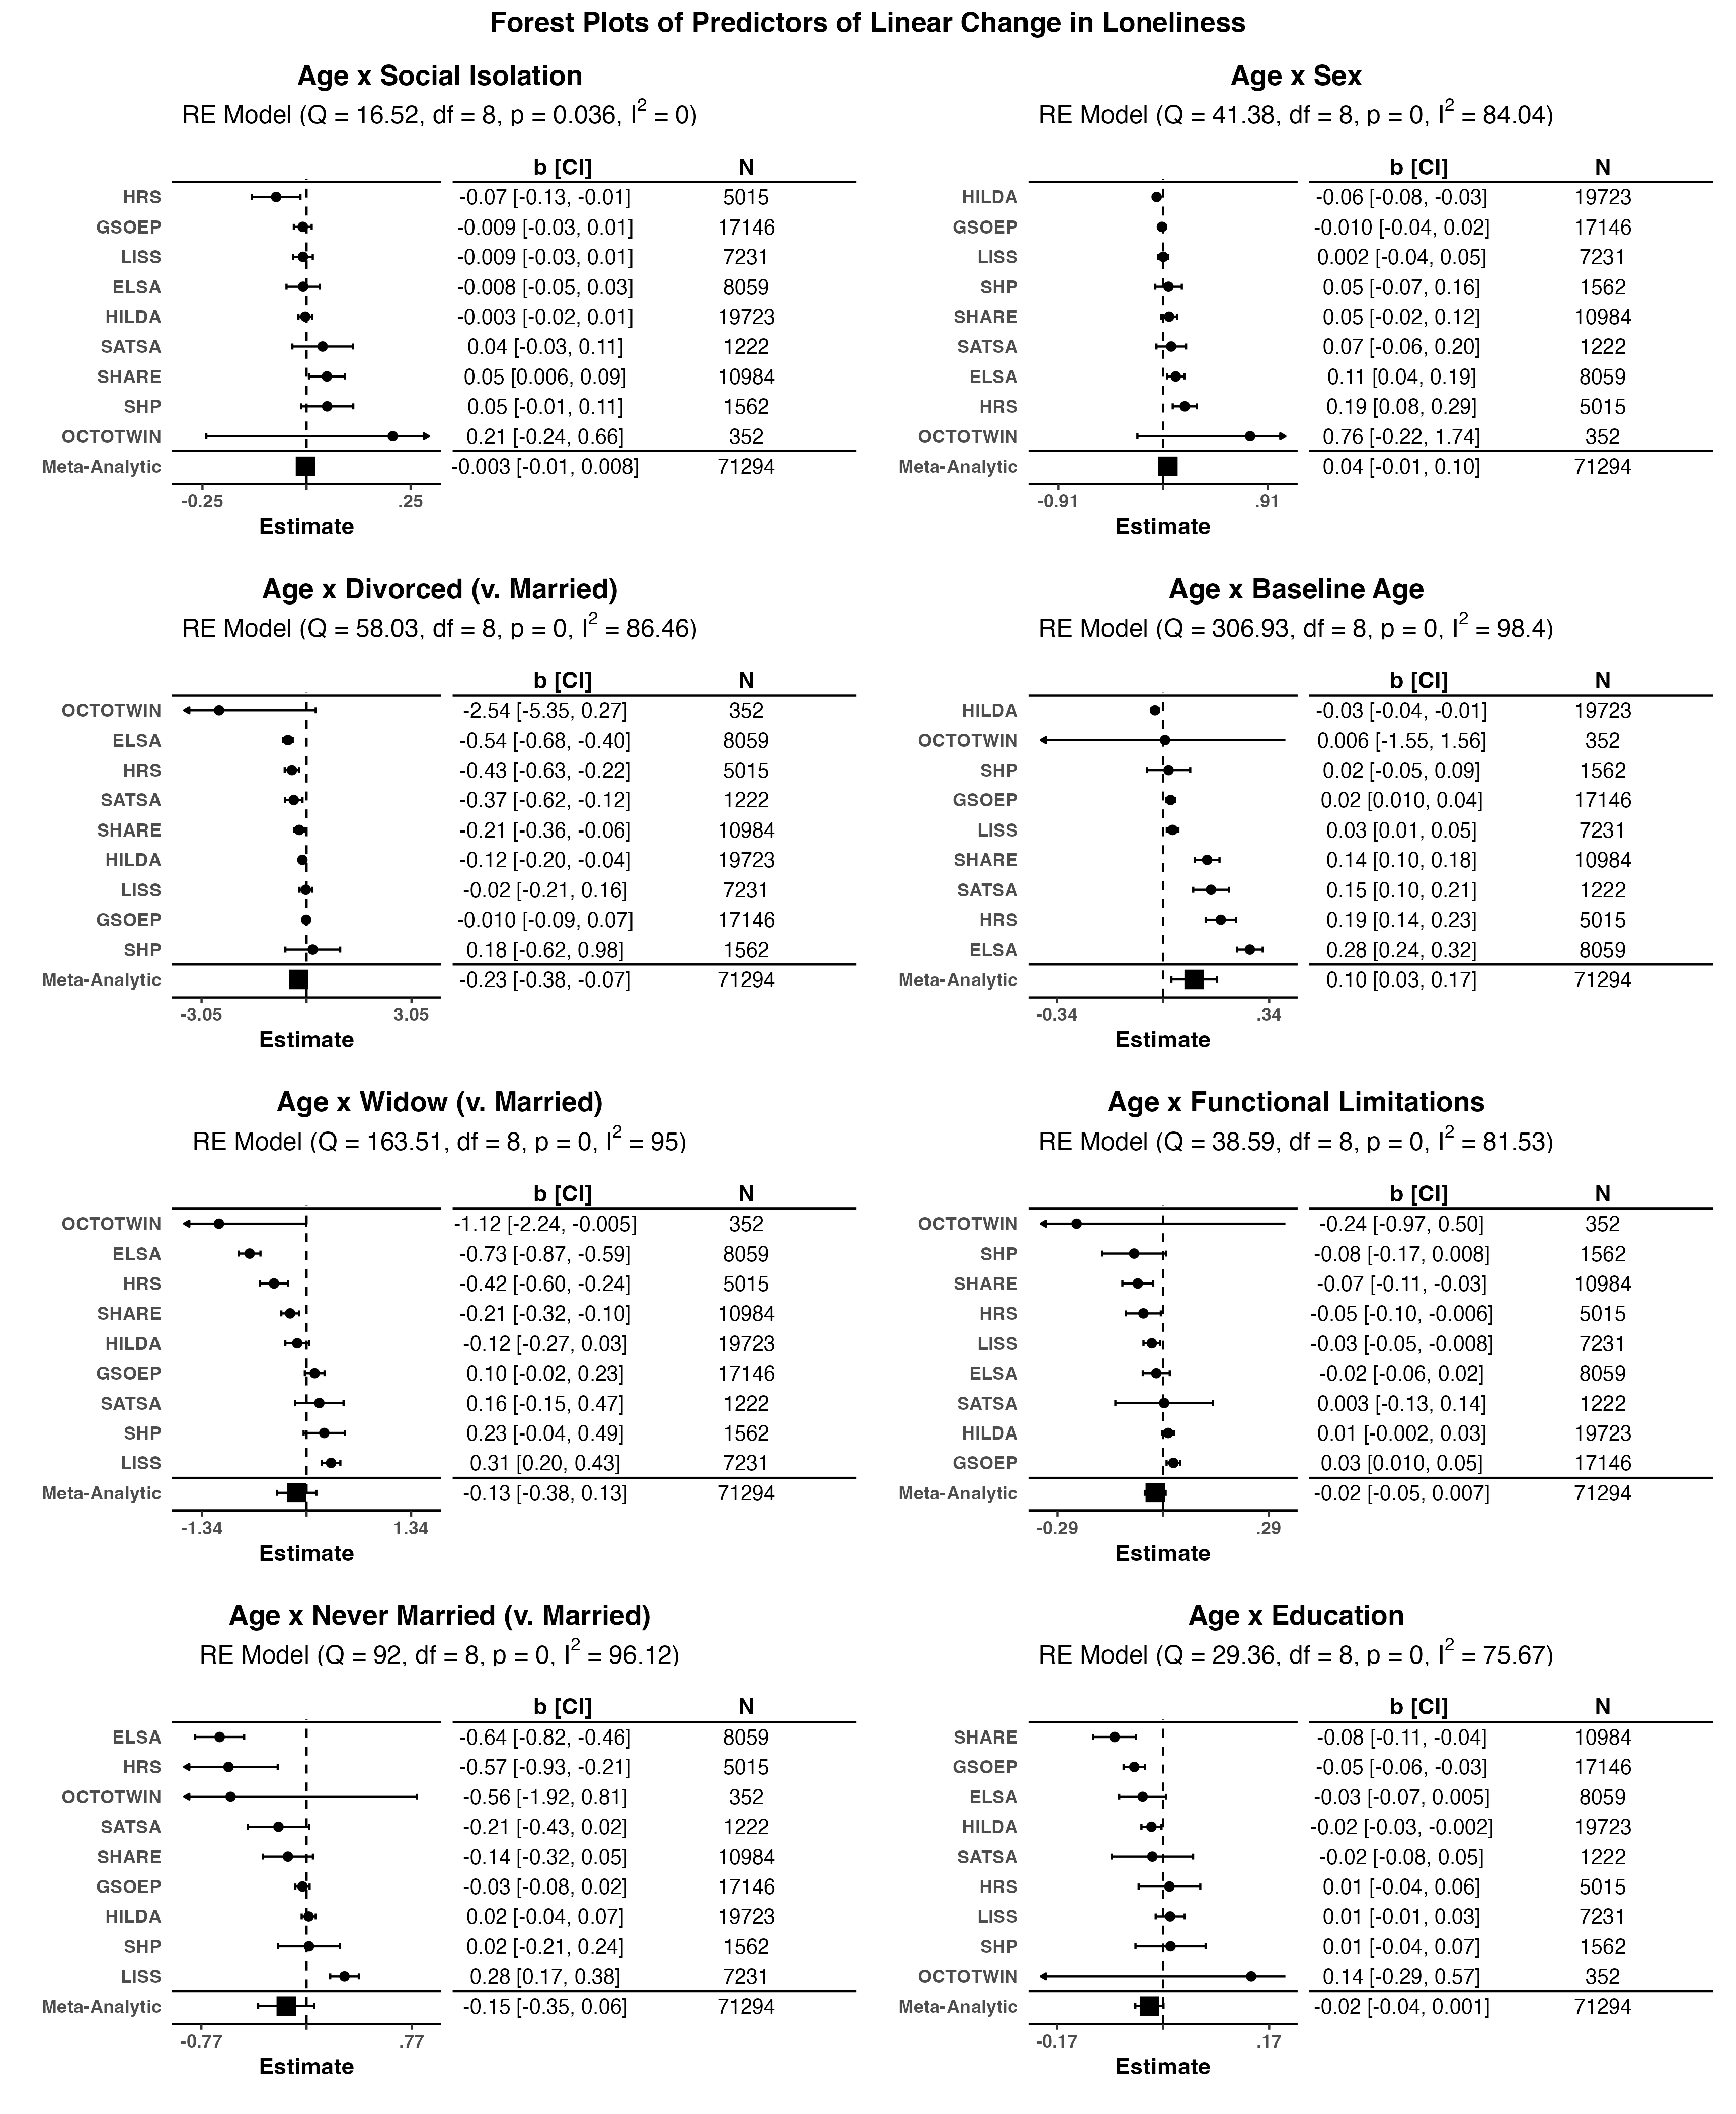 Forest Plots of Predictors of Linear Change in Loneliness
Age x Social Isolation
RE Model (Q = 16.52, df = 8, p = 0.036, I² = 0)
b [CI] N
HRS -0.07 [-0.13, -0.01] 5015
GSOEP -0.009 [-0.03, 0.01] 17146
LISS -0.009 [-0.03, 0.01] 7231
ELSA -0.008 [-0.05, 0.03] 8059
HILDA -0.003 [-0.02, 0.01] 19723
SATSA 0.04 [-0.03, 0.11] 1222
SHARE 0.05 [0.006, 0.09] 10984
SHP 0.05 [-0.01, 0.11] 1562
OCTOTWIN 0.21 [-0.24, 0.66] 352
Meta-Analytic -0.003 [-0.01, 0.008] 71294
-0.25 .25
Estimate
Age x Sex
RE Model (Q = 41.38, df = 8, p = 0, I² = 84.04)
b [CI] N
HILDA -0.06 [-0.08, -0.03] 19723
GSOEP -0.010 [-0.04, 0.02] 17146
LISS 0.002 [-0.04, 0.05] 7231
SHP 0.05 [-0.07, 0.16] 1562
SHARE 0.05 [-0.02, 0.12] 10984
SATSA 0.07 [-0.06, 0.20] 1222
ELSA 0.11 [0.04, 0.19] 8059
HRS 0.19 [0.08, 0.29] 5015
OCTOTWIN 0.76 [-0.22, 1.74] 352
Meta-Analytic 0.04 [-0.01, 0.10] 71294
-0.91 .91
Estimate
Age x Divorced (v. Married)
RE Model (Q = 58.03, df = 8, p = 0, I² = 86.46)
b [CI] N
OCTOTWIN -2.54 [-5.35, 0.27] 352
ELSA -0.54 [-0.68, -0.40] 8059
HRS -0.43 [-0.63, -0.22] 5015
SATSA -0.37 [-0.62, -0.12] 1222
SHARE -0.21 [-0.36, -0.06] 10984
HILDA -0.12 [-0.20, -0.04] 19723
LISS -0.02 [-0.21, 0.16] 7231
GSOEP -0.010 [-0.09, 0.07] 17146
SHP 0.18 [-0.62, 0.98] 1562
Meta-Analytic -0.23 [-0.38, -0.07] 71294
-3.05 3.05
Estimate
Age x Baseline Age
RE Model (Q = 306.93, df = 8, p = 0, I² = 98.4)
b [CI] N
HILDA -0.03 [-0.04, -0.01] 19723
OCTOTWIN 0.006 [-1.55, 1.56] 352
SHP 0.02 [-0.05, 0.09] 1562
GSOEP 0.02 [0.010, 0.04] 17146
LISS 0.03 [0.01, 0.05] 7231
SHARE 0.14 [0.10, 0.18] 10984
SATSA 0.15 [0.10, 0.21] 1222
HRS 0.19 [0.14, 0.23] 5015
ELSA 0.28 [0.24, 0.32] 8059
Meta-Analytic 0.10 [0.03, 0.17] 71294
-0.34 .34
Estimate
Age x Widow (v. Married)
RE Model (Q = 163.51, df = 8, p = 0, I² = 95)
b [CI] N
OCTOTWIN -1.12 [-2.24, -0.005] 352
ELSA -0.73 [-0.87, -0.59] 8059
HRS -0.42 [-0.60, -0.24] 5015
SHARE -0.21 [-0.32, -0.10] 10984
HILDA -0.12 [-0.27, 0.03] 19723
GSOEP 0.10 [-0.02, 0.23] 17146
SATSA 0.16 [-0.15, 0.47] 1222
SHP 0.23 [-0.04, 0.49] 1562
LISS 0.31 [0.20, 0.43] 7231
Meta-Analytic -0.13 [-0.38, 0.13] 71294
-1.34 1.34
Estimate
Age x Functional Limitations
RE Model (Q = 38.59, df = 8, p = 0, I² = 81.53)
b [CI] N
OCTOTWIN -0.24 [-0.97, 0.50] 352
SHP -0.08 [-0.17, 0.008] 1562
SHARE -0.07 [-0.11, -0.03] 10984
HRS -0.05 [-0.10, -0.006] 5015
LISS -0.03 [-0.05, -0.008] 7231
ELSA -0.02 [-0.06, 0.02] 8059
SATSA 0.003 [-0.13, 0.14] 1222
HILDA 0.01 [-0.002, 0.03] 19723
GSOEP 0.03 [0.010, 0.05] 17146
Meta-Analytic -0.02 [-0.05, 0.007] 71294
-0.29 .29
Estimate
Age x Never Married (v. Married)
RE Model (Q = 92, df = 8, p = 0, I² = 96.12)
b [CI] N
ELSA -0.64 [-0.82, -0.46] 8059
HRS -0.57 [-0.93, -0.21] 5015
OCTOTWIN -0.56 [-1.92, 0.81] 352
SATSA -0.21 [-0.43, 0.02] 1222
SHARE -0.14 [-0.32, 0.05] 10984
GSOEP -0.03 [-0.08, 0.02] 17146
HILDA 0.02 [-0.04, 0.07] 19723
SHP 0.02 [-0.21, 0.24] 1562
LISS 0.28 [0.17, 0.38] 7231
Meta-Analytic -0.15 [-0.35, 0.06] 71294
-0.77 .77
Estimate
Age x Education
RE Model (Q = 29.36, df = 8, p = 0, I² = 75.67)
b [CI] N
SHARE -0.08 [-0.11, -0.04] 10984
GSOEP -0.05 [-0.06, -0.03] 17146
ELSA -0.03 [-0.07, 0.005] 8059
HILDA -0.02 [-0.03, -0.002] 19723
SATSA -0.02 [-0.08, 0.05] 1222
HRS 0.01 [-0.04, 0.06] 5015
LISS 0.01 [-0.01, 0.03] 7231
SHP 0.01 [-0.04, 0.07] 1562
OCTOTWIN 0.14 [-0.29, 0.57] 352
Meta-Analytic -0.02 [-0.04, 0.001] 71294
-0.17 .17
Estimate